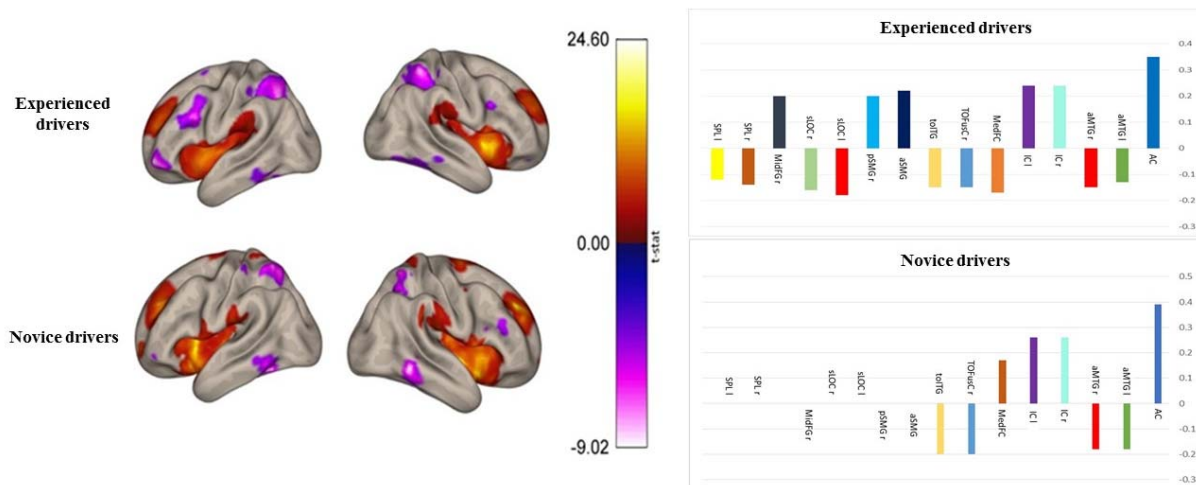 Experienced
drivers
Novice drivers
24.60
0.00
-9.02
t-stat
Experienced drivers
0.4
0.3
0.2
0.1
0
-0.1
-0.2
-0.3
SPL l
SPL r
MidFG r
sLOC r
sLOC l
pSMG r
aSMG
toITG
TOFusC r
MedFC
IC l
IC r
aMTG r
aMTG l
AC
Novice drivers
0.5
0.4
0.3
0.2
0.1
0
-0.1
-0.2
-0.3
SPL l
SPL r
MidFG r
sLOC r
sLOC l
pSMG r
aSMG
toITG
TOFusC r
MedFC
IC l
IC r
aMTG r
aMTG l
AC